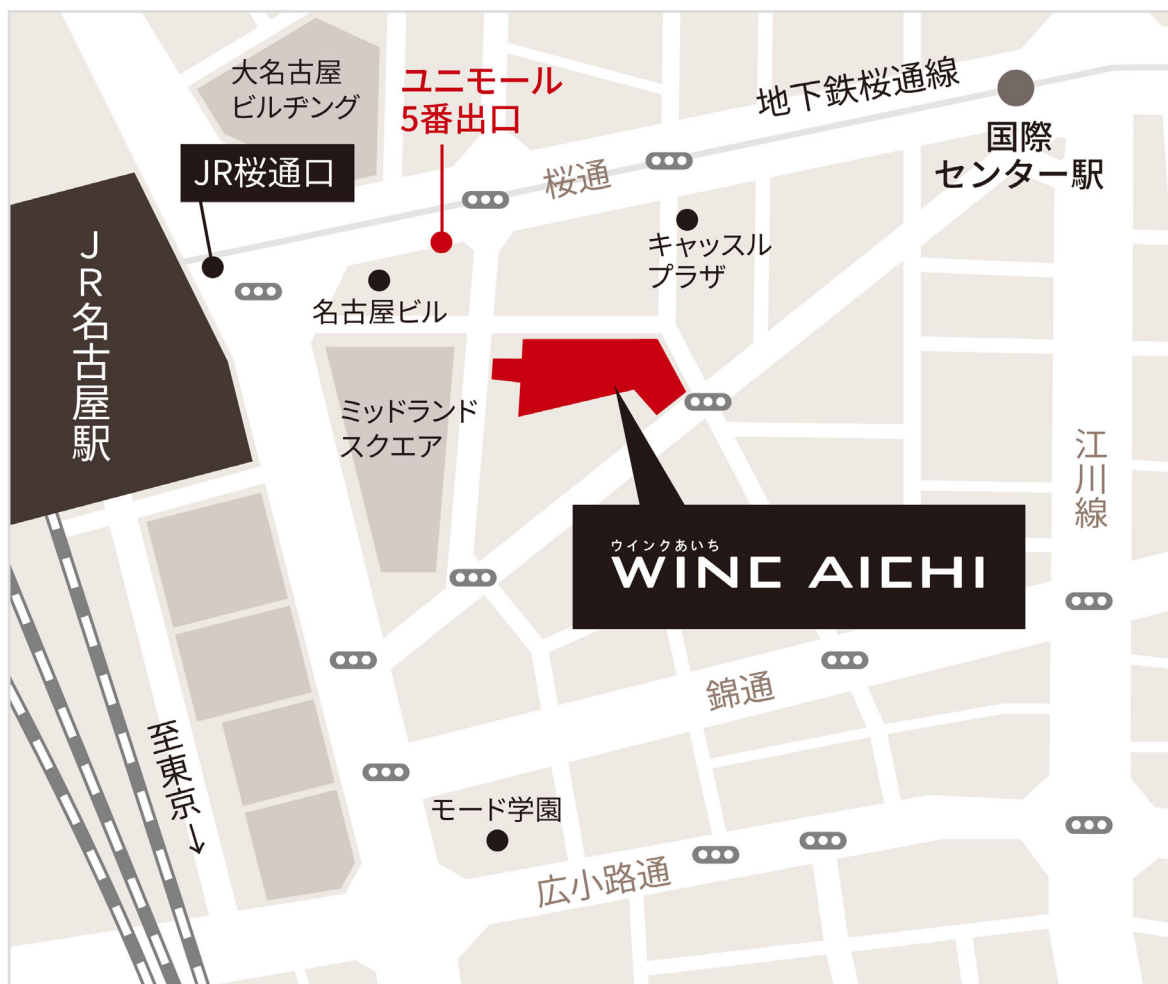 大名古屋
ビルヂング
ユニモール
5番出口
地下鉄桜通線
国際
センター駅
JR桜通口
桜通
キャッスル
プラザ
名古屋ビル
JR名古屋駅
ミッドランド
スクエア
江川線
ウインクあいち
WINC AICHI
錦通
至東京→
モード学園
広小路通